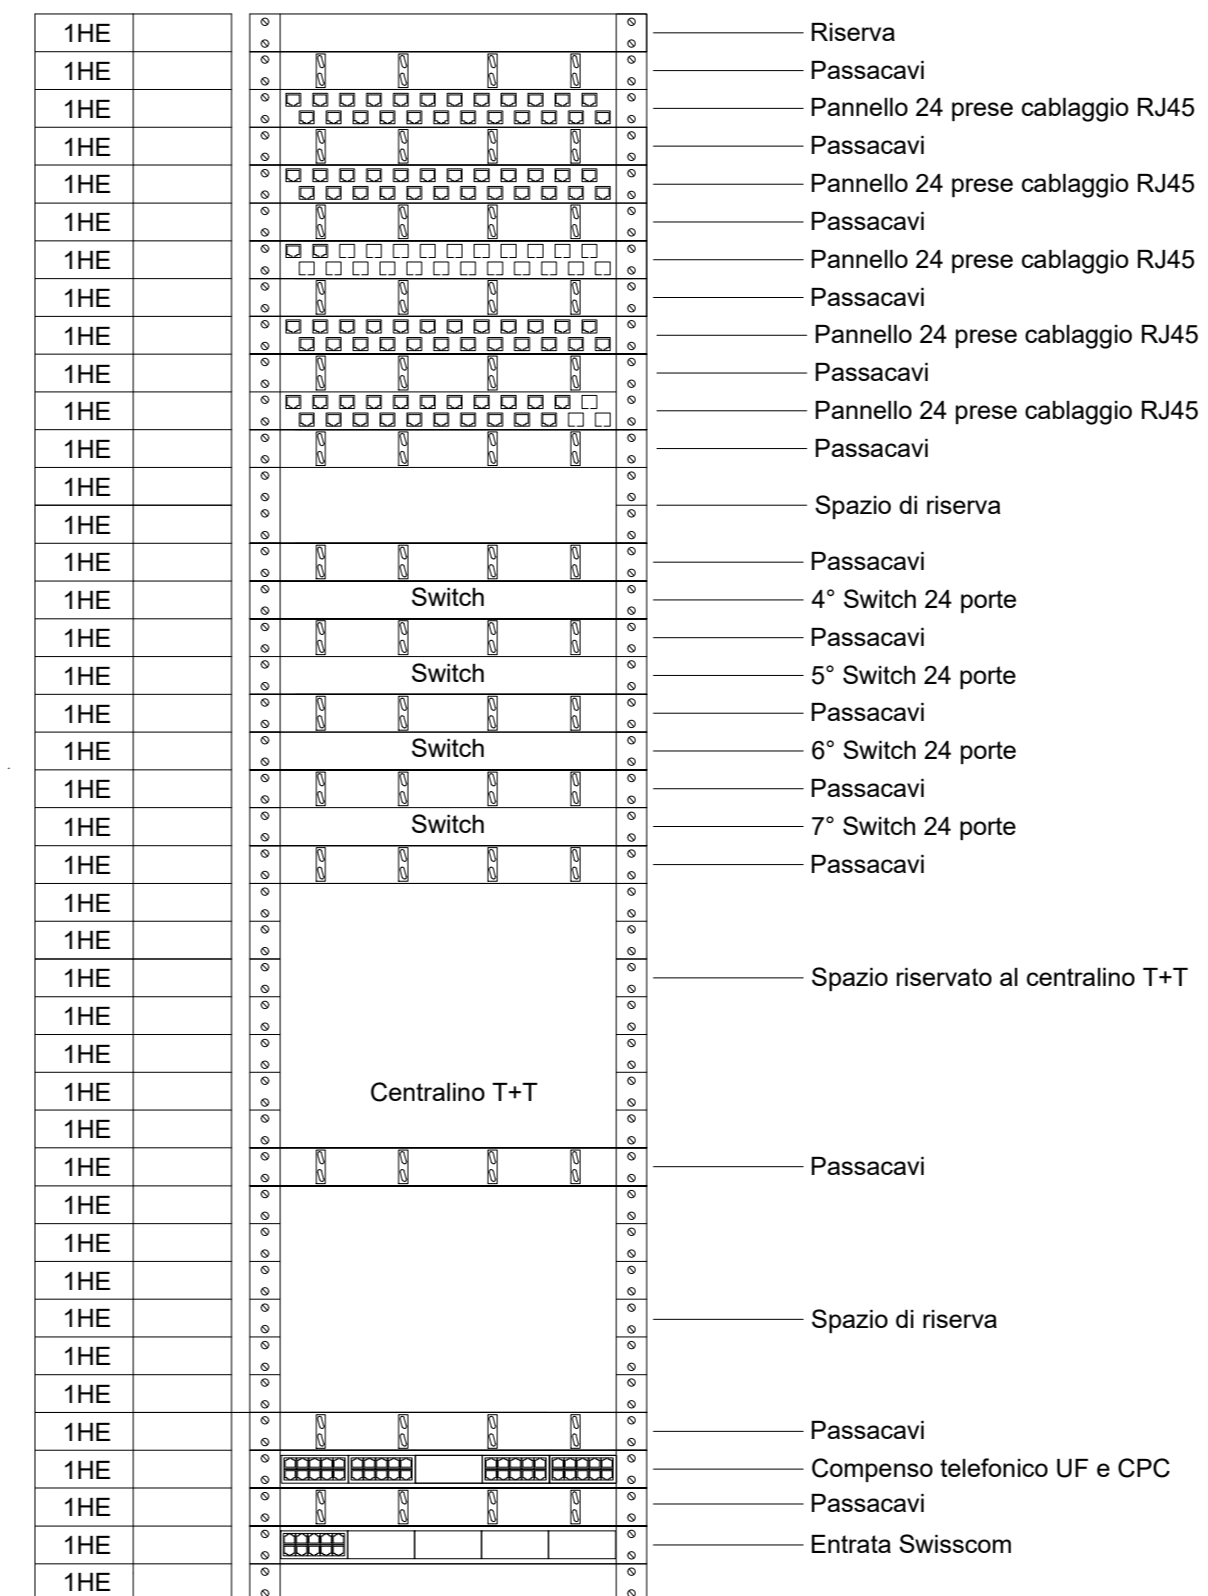 1HE Riserva
1HE Passacavi
1HE Pannello 24 prese cablaggio RJ45
1HE Passacavi
1HE Pannello 24 prese cablaggio RJ45
1HE Passacavi
1HE Pannello 24 prese cablaggio RJ45
1HE Passacavi
1HE Pannello 24 prese cablaggio RJ45
1HE Passacavi
1HE Pannello 24 prese cablaggio RJ45
1HE Passacavi
1HE
Spazio di riserva
1HE
1HE Passacavi
1HE Switch 4° Switch 24 porte
1HE Passacavi
1HE Switch 5° Switch 24 porte
1HE Passacavi
1HE Switch 6° Switch 24 porte
1HE Passacavi
1HE Switch 7° Switch 24 porte
1HE Passacavi
1HE
1HE
1HE Spazio riservato al centralino T+T
1HE
1HE
1HE Centralino T+T
1HE
1HE Passacavi
1HE
1HE
1HE
1HE Spazio di riserva
1HE
1HE
1HE Passacavi
1HE Compenso telefonico UF e CPC
1HE Passacavi
1HE Entrata Swisscom
1HE